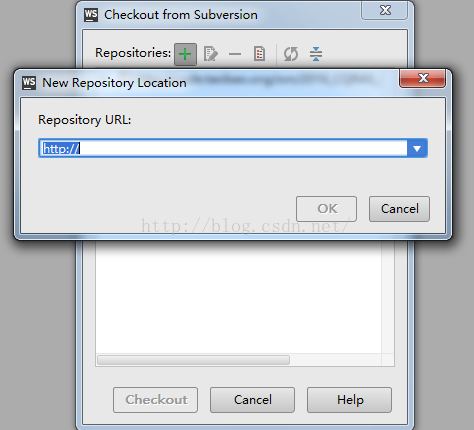 WS Checkout from Subversion
Repositories:
WS New Repository Location
Repository URL:
http://
OK Cancel
http://blog.csdn.net/
Checkout Cancel Help